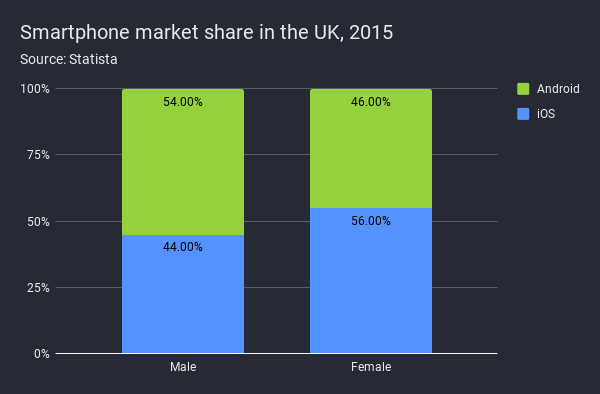 Smartphone market share in the UK, 2015
Source: Statista
100%
75%
50%
25%
0%
54.00%
44.00%
46.00%
56.00%
Male
Female
Android
iOS